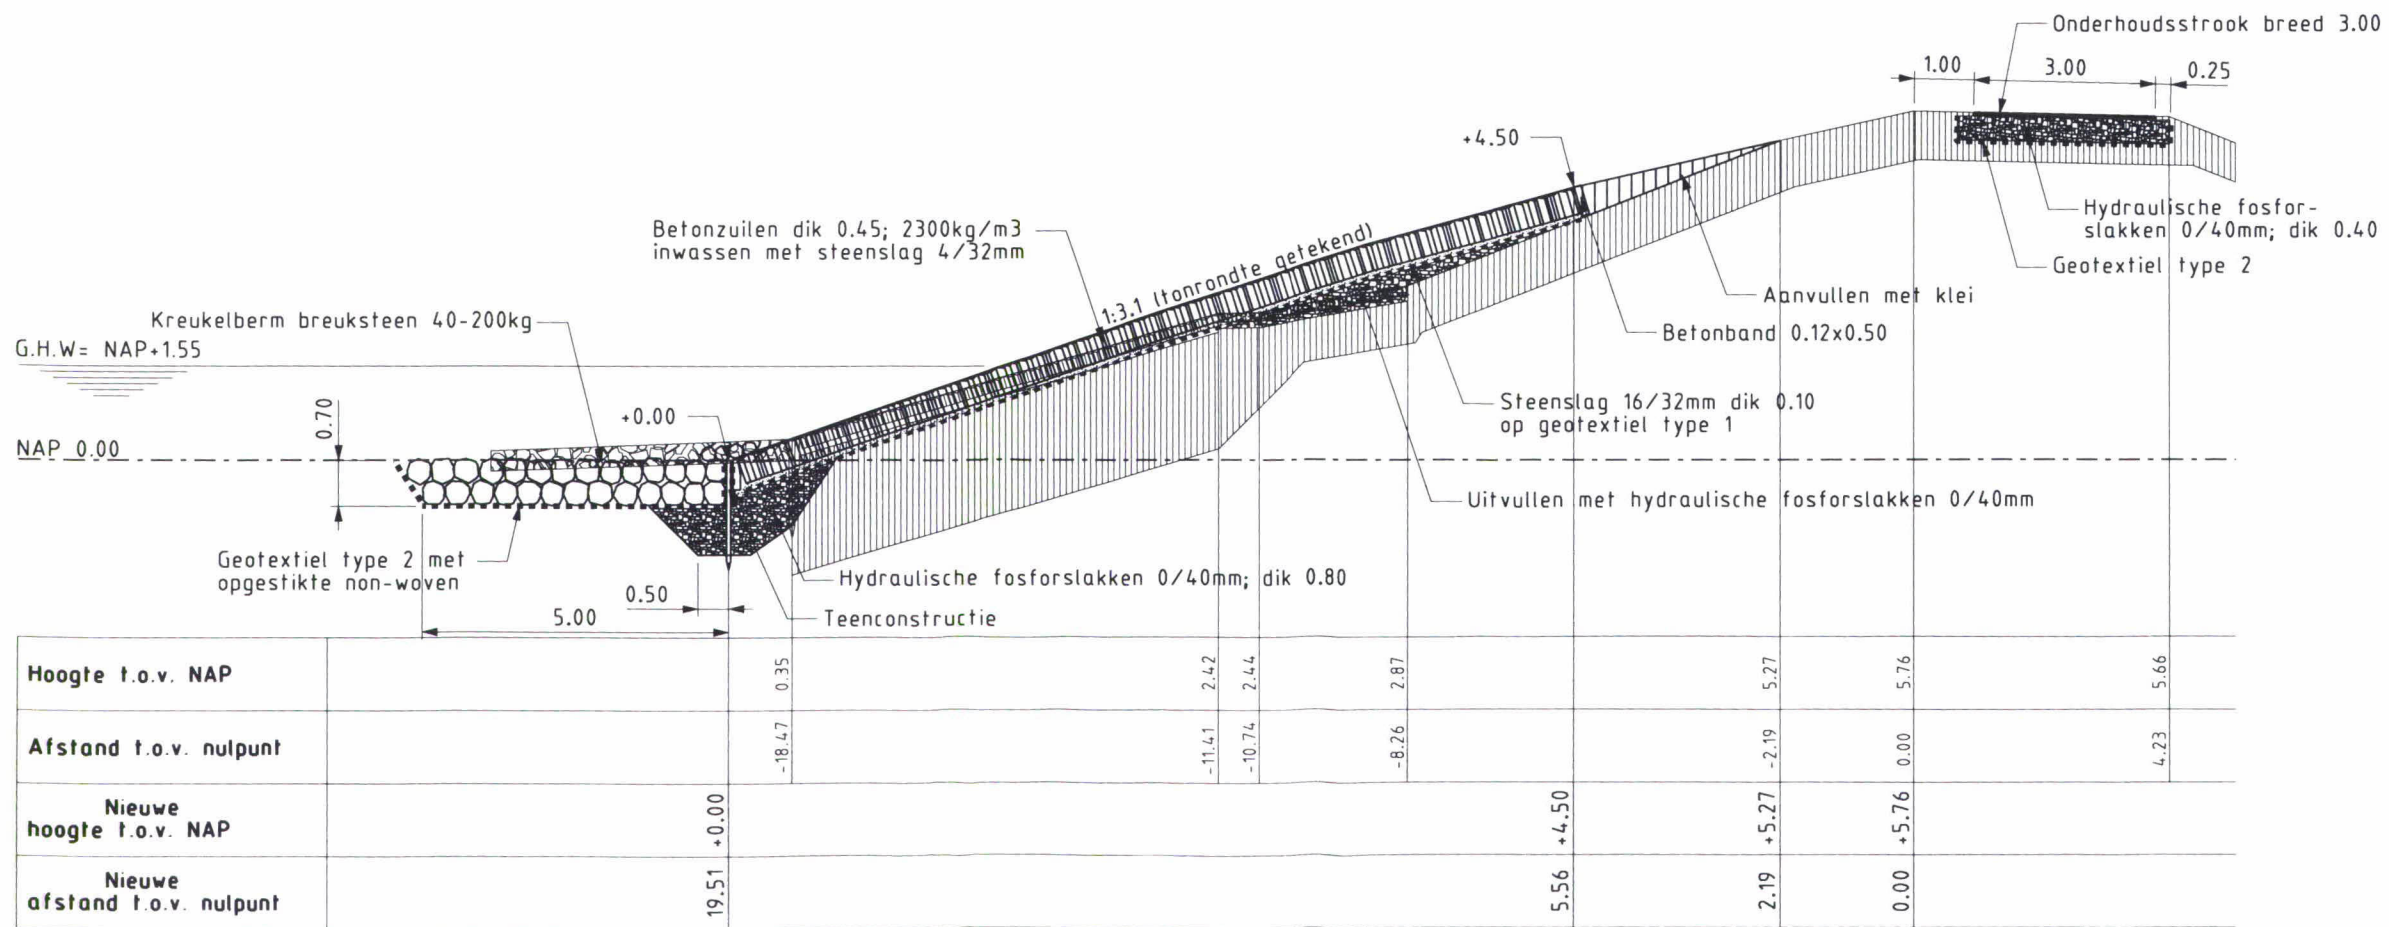 Onderhoudsstrook breed 3.00
1.00
3.00
0.25
+4.50
Betonzuilen dik 0.45; 2300kg/m3
inwassen met steenslag 4/32mm
1:3.1 (tonrondte getekend)
Hydraulische fosfor-
slakken 0/40mm; dik 0.40
Geotextiel type 2
Aanvullen met klei
Betonband 0.12x0.50
Kreukelberm breuksteen 40-200kg
G.H.W= NAP+1.55
0.70
+0.00
NAP 0.00
Steenslag 16/32mm dik 0.10
op geotextiel type 1
Uitvullen met hydraulische fosforslakken 0/40mm
Geotextiel type 2 met
opgestikte non-woven
Hydraulische fosforslakken 0/40mm; dik 0.80
0.50
5.00
Teenconstructie
Hoogte t.o.v. NAP
0.35
2.42
2.44
2.87
5.27
5.76
5.66
Afstand t.o.v. nulpunt
-18.47
-11.41
-10.74
-8.26
-2.19
0.00
4.23
Nieuwe
hoogte t.o.v. NAP
+0.00
+4.50
+5.27
+5.76
Nieuwe
afstand t.o.v. nulpunt
19.51
5.56
2.19
0.00